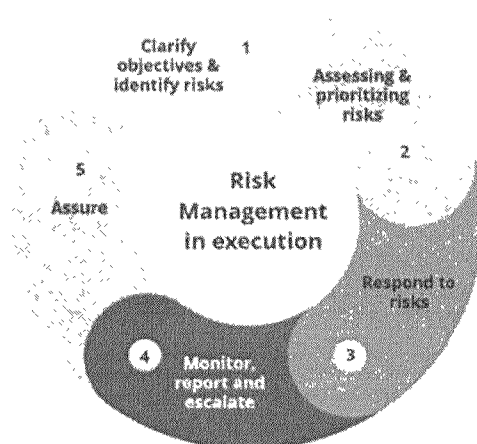 Clarify
objectives &
identify risks
1
Assessing &
prioritizing
risks
2
Risk
Management
in execution
Respond to
risks
3
4
Monitor,
report and
escalate
5
Assure